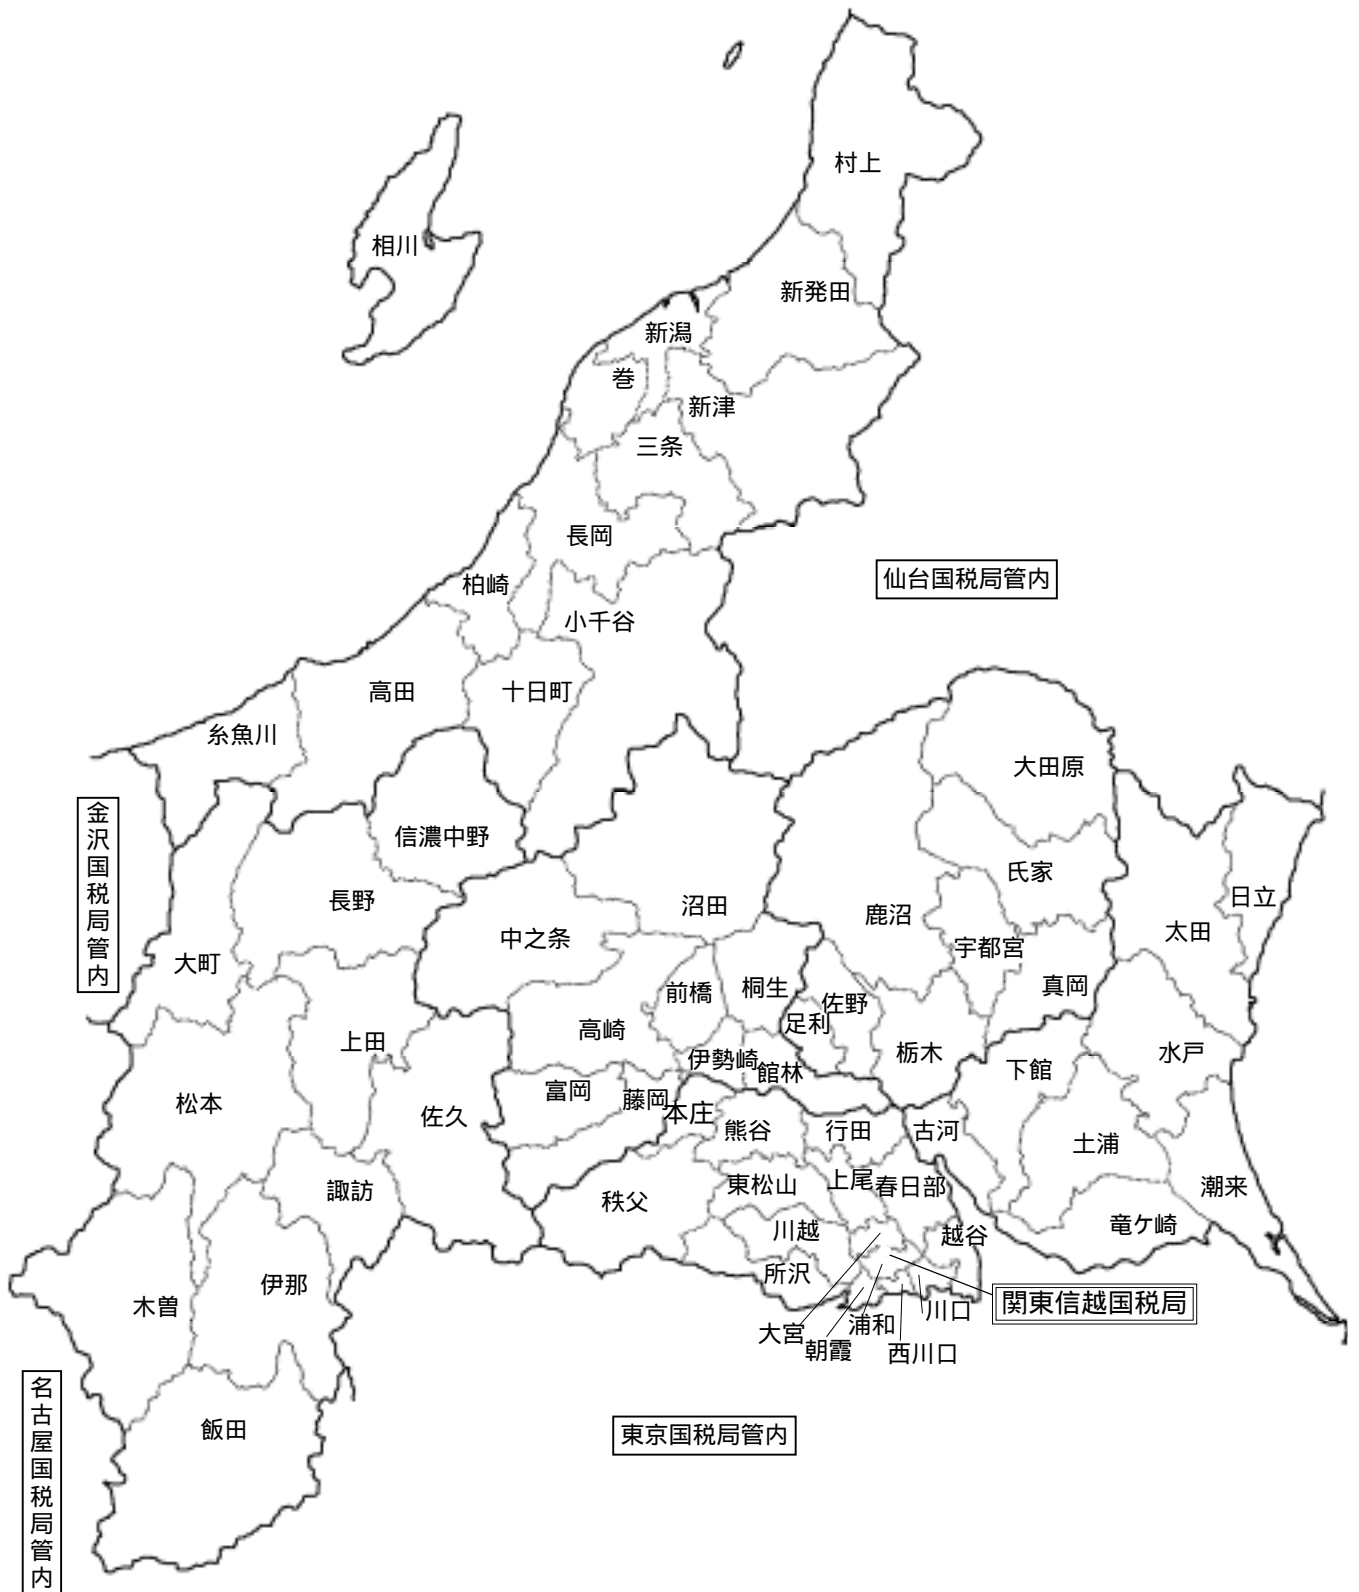 村上
相川
新発田
新潟
巻
新津
三条
長岡
仙台国税局管内
柏崎
小千谷
高田
十日町
糸魚川
大田原
金沢国税局管内
信濃中野
氏家
長野
日立
沼田
鹿沼
太田
中之条
宇都宮
大町
真岡
桐生
前橋
佐野
足利
高崎
上田
栃木
水戸
伊勢崎
館林
下館
富岡
藤岡
松本
本庄
佐久
熊谷
行田
古河
土浦
諏訪
東松山
上尾
春日部
潮来
秩父
竜ケ崎
川越
越谷
所沢
伊那
木曽
関東信越国税局
川口
浦和
大宮
朝霞
西川口
名古屋国税局管内
飯田
東京国税局管内